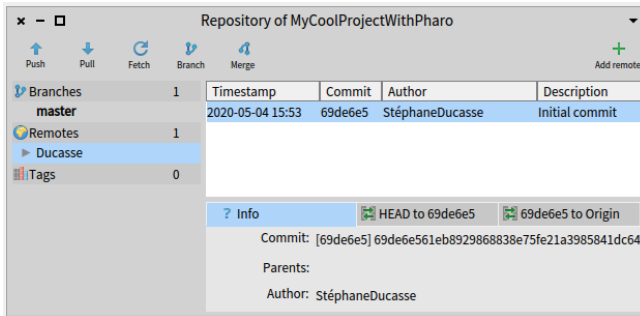 Repository of MyCoolProjectWithPharo
Push Pull Fetch Branch Merge Add remote
Branches 1
master
Remotes 1
Ducasse
Tags 0
Timestamp Commit Author Description
2020-05-04 15:53 69de6e5 StéphaneDucasse Initial commit
? Info HEAD to 69de6e5 69de6e5 to Origin
Commit: [69de6e5] 69de6e561eb8929868838e75fe21a3985841dc64
Parents:
Author: StéphaneDucasse